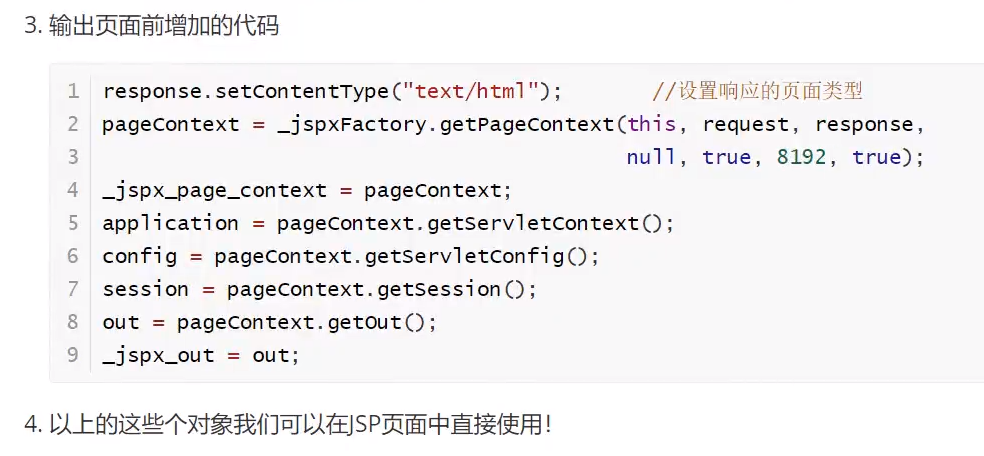 3. 输出页面前增加的代码
1 response.setContentType("text/html"); //设置响应的页面类型
2 pageContext = _jspxFactory.getPageContext(this, request, response,
3 null, true, 8192, true);
4 _jspx_page_context = pageContext;
5 application = pageContext.getServletContext();
6 config = pageContext.getServletConfig();
7 session = pageContext.getSession();
8 out = pageContext.getOut();
9 _jspx_out = out;
4. 以上的这些个对象我们可以在JSP页面中直接使用！